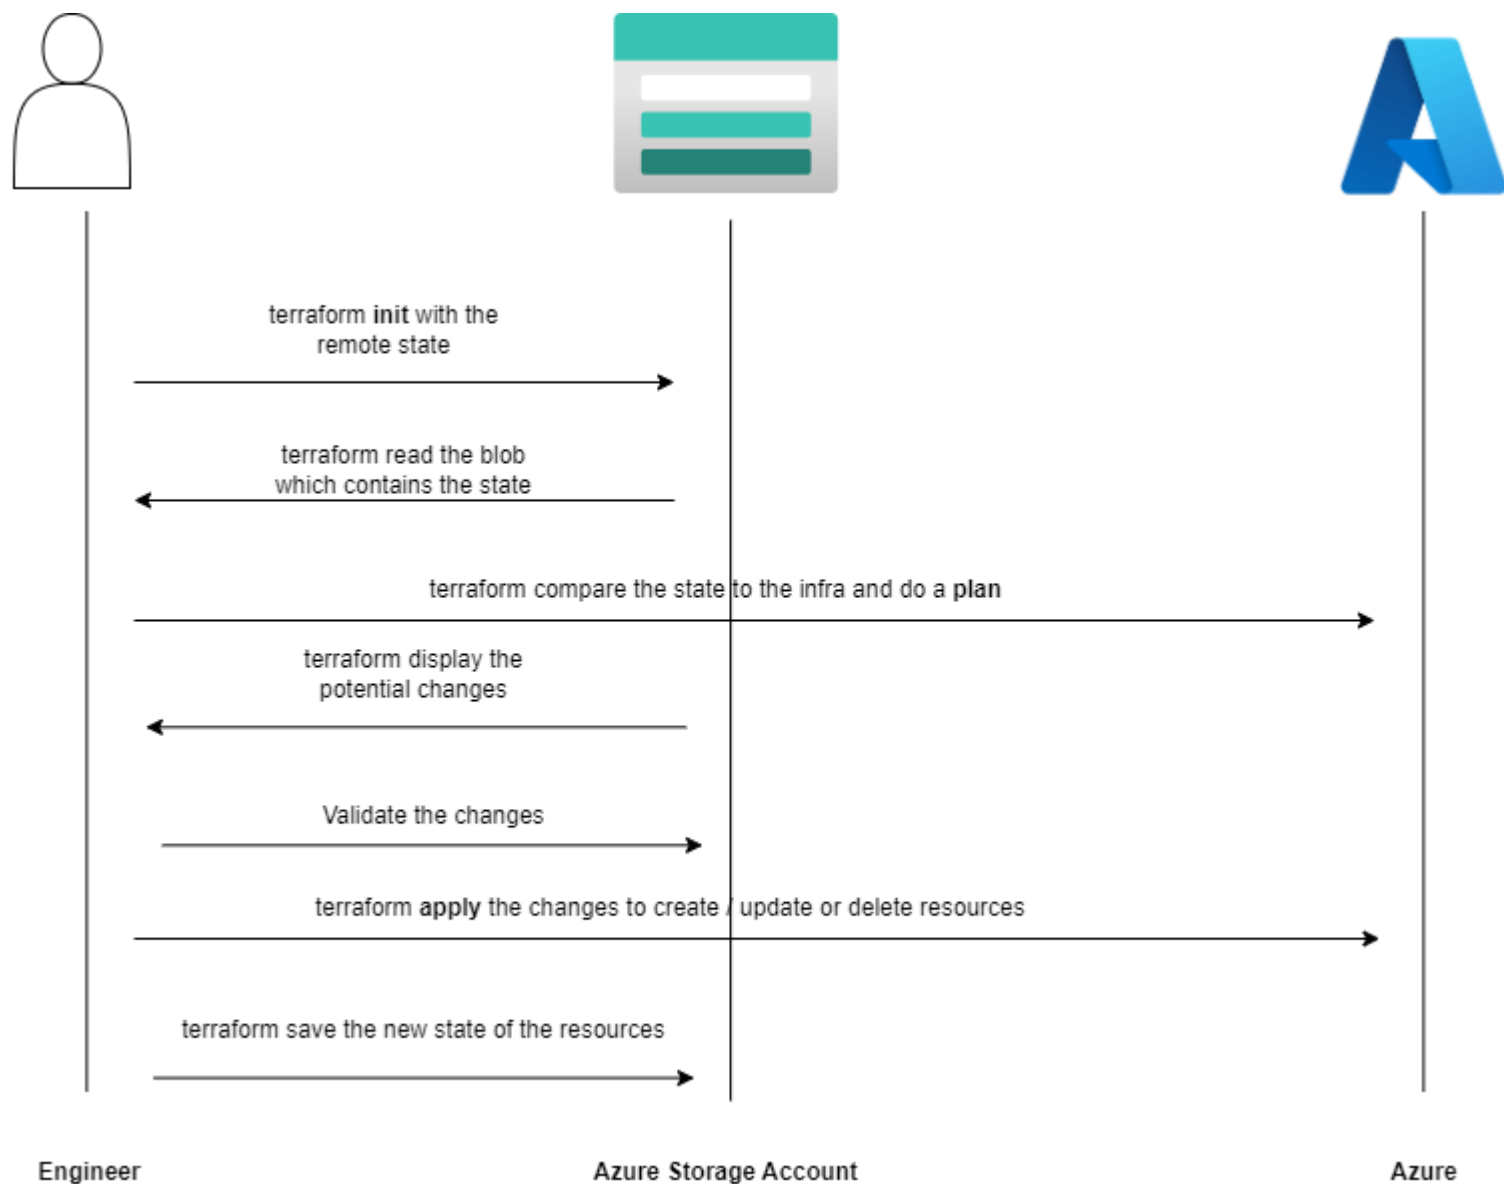 terraform init with the
remote state
terraform read the blob
which contains the state
terraform compare the state to the infra and do a plan
terraform display the
potential changes
Validate the changes
terraform apply the changes to create / update or delete resources
terraform save the new state of the resources
Engineer
Azure Storage Account
Azure